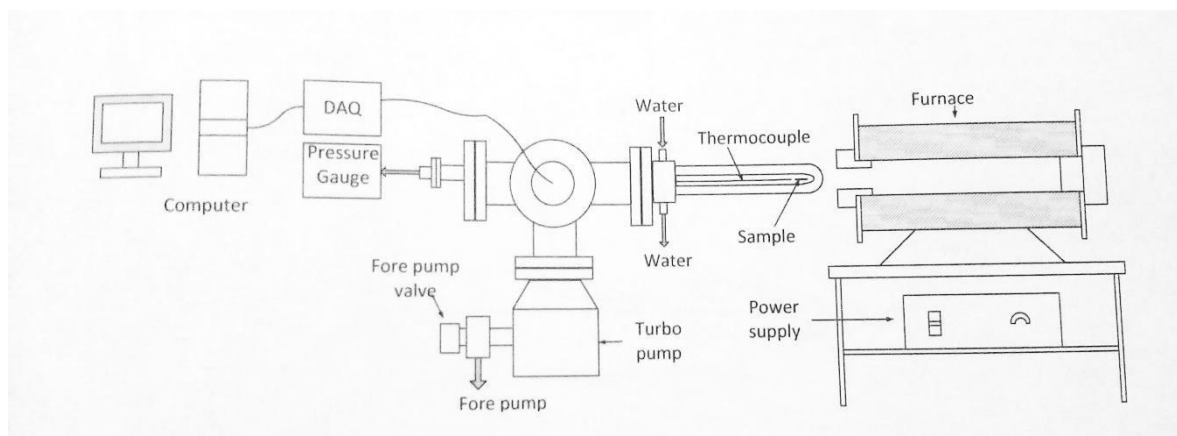 DAQ
Pressure
Gauge
Computer
Water
Thermocouple
Furnace
Sample
Water
Fore pump
valve
Turbo
pump
Fore pump
Power
supply